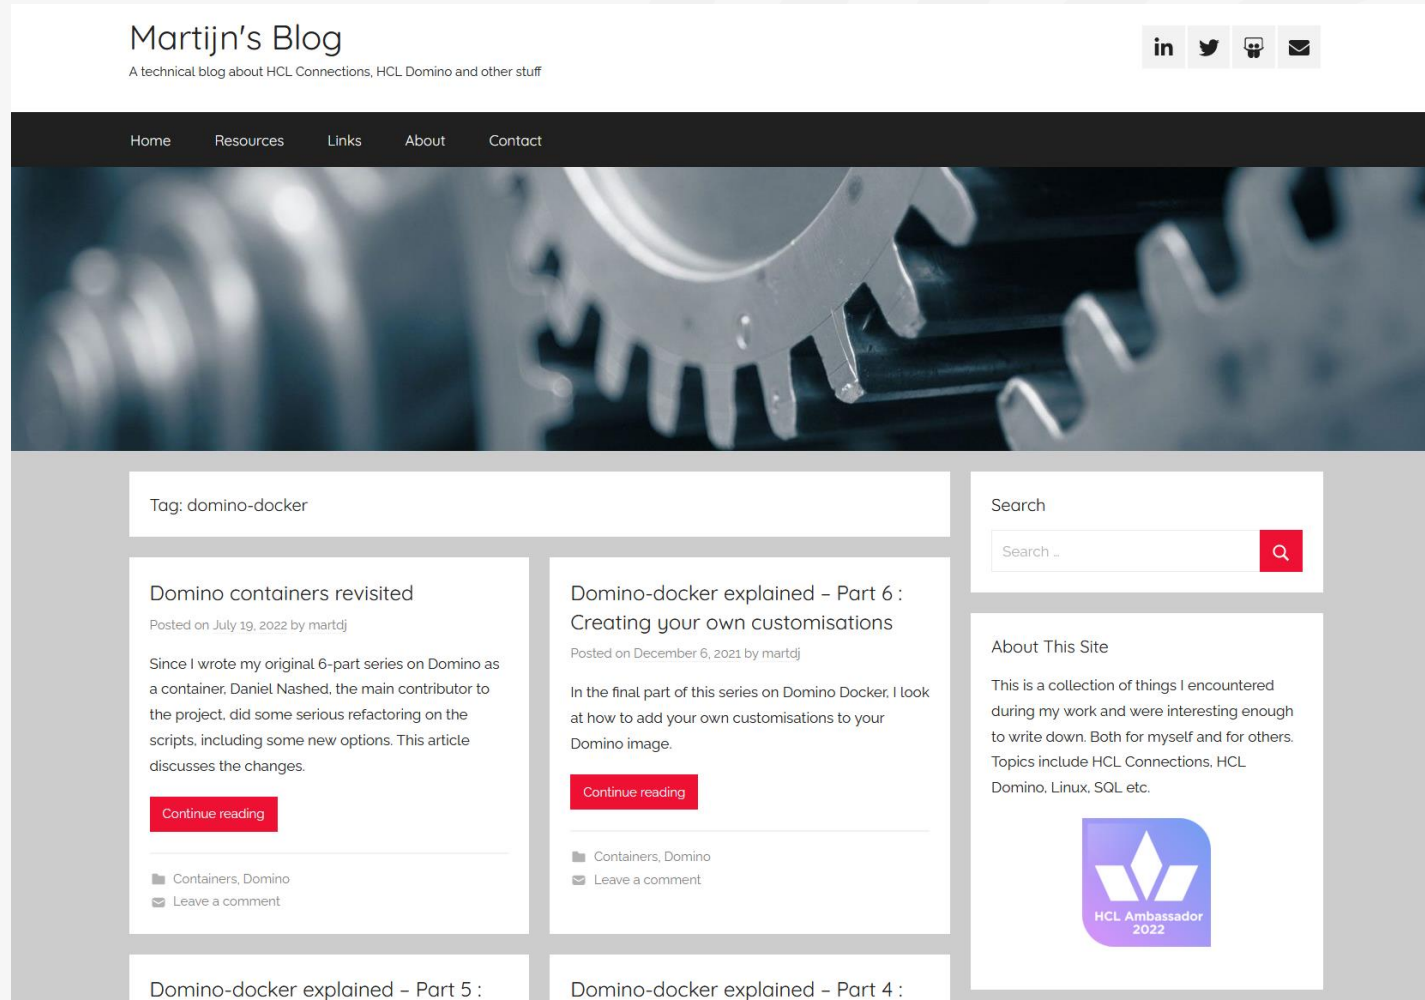 Martijn's Blog
A technical blog about HCL Connections, HCL Domino and other stuff
Home Resources Links About Contact
Tag: domino-docker
Domino containers revisited
Posted on July 19, 2022 by martdj
Since I wrote my original 6-part series on Domino as
a container, Daniel Nashed, the main contributor to
the project, did some serious refactoring on the
scripts, including some new options. This article
discusses the changes.
Continue reading
Containers, Domino
Leave a comment
Domino-docker explained – Part 6 :
Creating your own customisations
Posted on December 6, 2021 by martdj
In the final part of this series on Domino Docker, I look
at how to add your own customisations to your
Domino image.
Continue reading
Containers, Domino
Leave a comment
Domino-docker explained – Part 5 :
Domino-docker explained – Part 4 :
Search
Search …
About This Site
This is a collection of things I encountered
during my work and were interesting enough
to write down. Both for myself and for others.
Topics include HCL Connections, HCL
Domino, Linux, SQL etc.
HCL Ambassador
2022